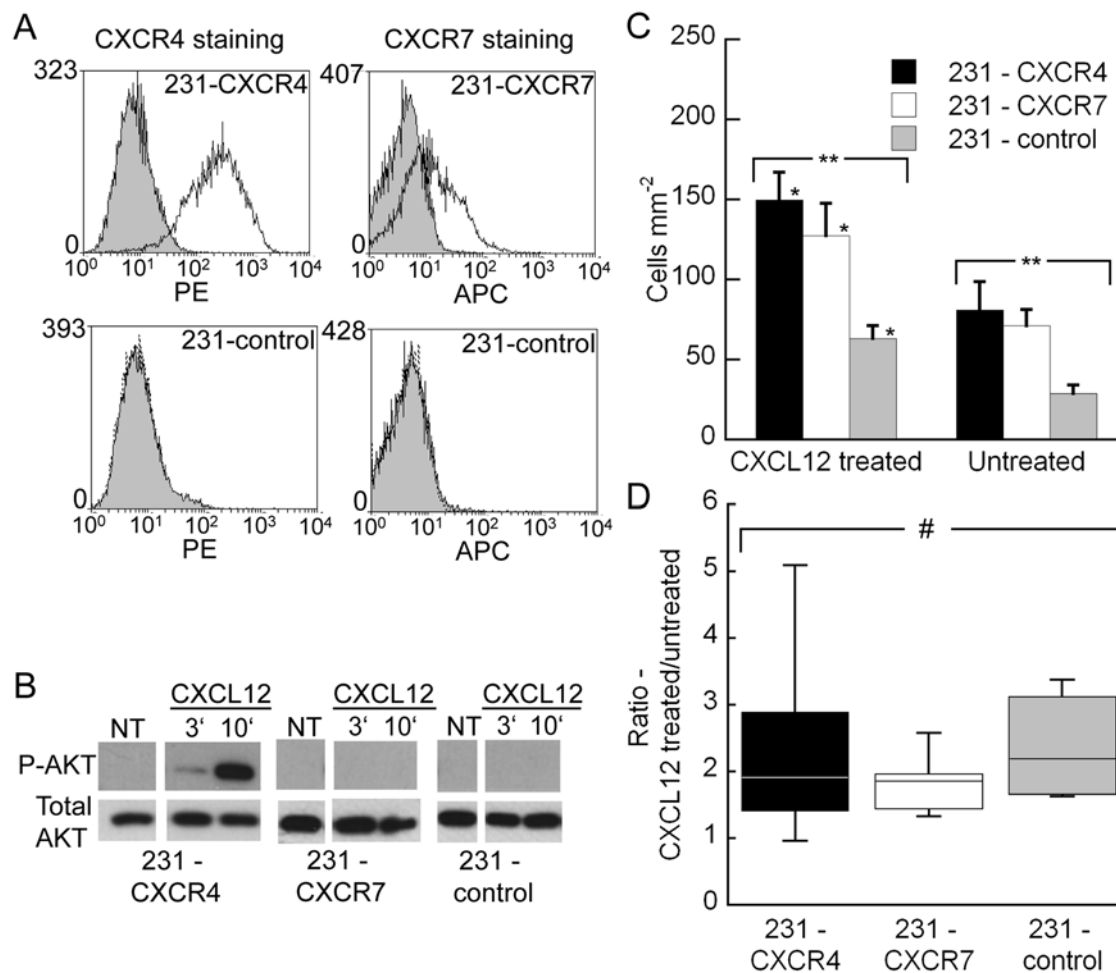 A
CXCR4 staining
CXCR7 staining
323
231-CXCR4
0
10⁰ 10¹ 10² 10³ 10⁴
PE
407
231-CXCR7
0
10⁰ 10¹ 10² 10³ 10⁴
APC
393
231-control
0
10⁰ 10¹ 10² 10³ 10⁴
PE
428
231-control
0
10⁰ 10¹ 10² 10³ 10⁴
APC
B
CXCL12 CXCL12 CXCL12
NT 3‘ 10‘ NT 3‘ 10‘ NT 3‘ 10‘
P-AKT
Total
AKT
231 -
CXCR4
231 -
CXCR7
231 -
control
C
250
200
150
100
50
0
Cells mm⁻²
231 - CXCR4
231 - CXCR7
231 - control
** **
* * *
CXCL12 treated Untreated
D
6
5
4
3
2
1
0
Ratio -
CXCL12 treated/untreated
#
231 -
CXCR4
231 -
CXCR7
231 -
control